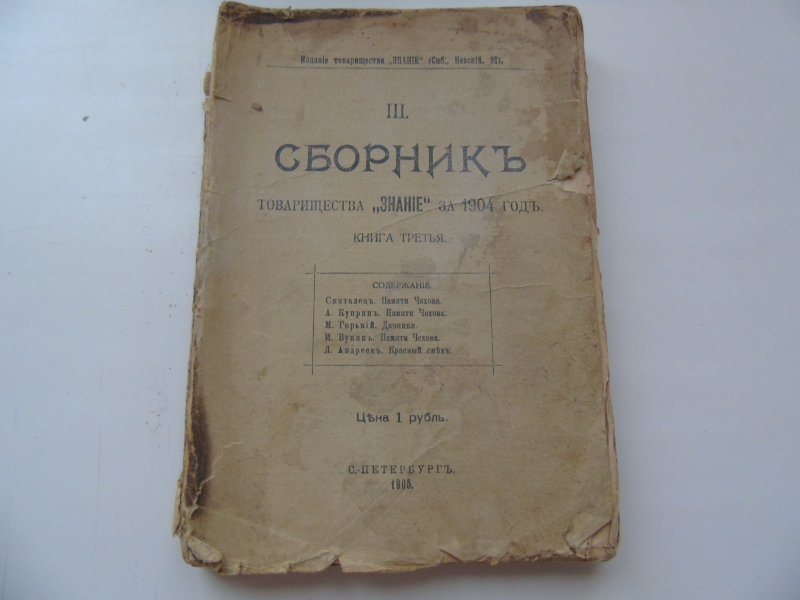 Изданіе товарищества „ЗНАНІЕ“ (Спб., Невскій, 92).
III.
СБОРНИКЪ
ТОВАРИЩЕСТВА „ЗНАНІЕ“ ЗА 1904 ГОДЪ.
КНИГА ТРЕТЬЯ.
СОДЕРЖАНІЕ.
Скиталецъ. Памяти Чехова.
А. Купринъ. Памяти Чехова.
М. Горькій. Дачники.
И. Бунинъ. Памяти Чехова.
Л. Андреевъ. Красный смѣхъ.
Цѣна 1 рубль.
С.-ПЕТЕРБУРГЪ.
1905.